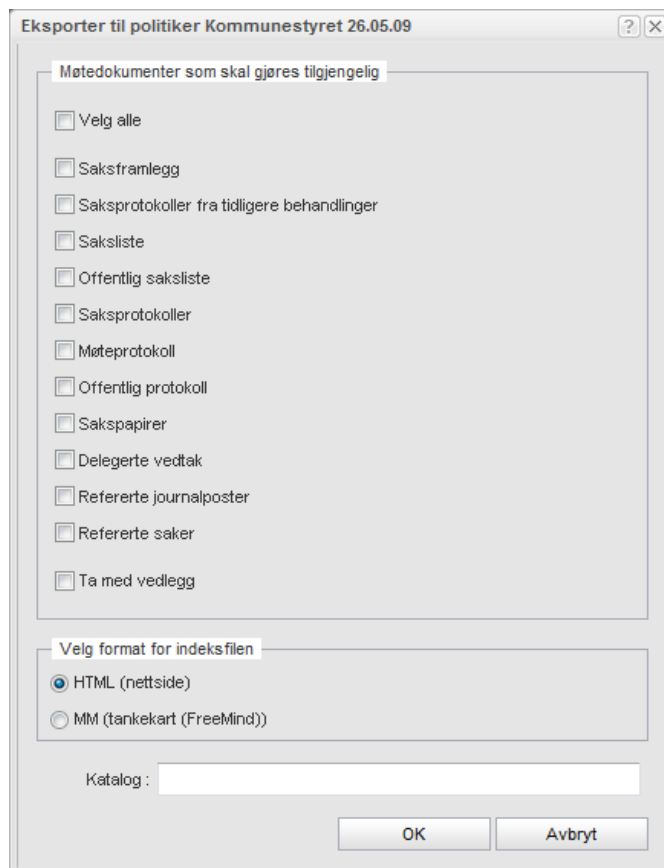 Eksporter til politiker Kommunestyret 26.05.09
Møtedokumenter som skal gjøres tilgjengelig
Velg alle
Saksframlegg
Saksprotokoller fra tidligere behandlinger
Saksliste
Offentlig saksliste
Saksprotokoller
Møteprotokoll
Offentlig protokoll
Sakspapirer
Delegerte vedtak
Refererte journalposter
Refererte saker
Ta med vedlegg
Velg format for indeksfilen
HTML (nettside)
MM (tankekart (FreeMind))
Katalog :
OK Avbryt